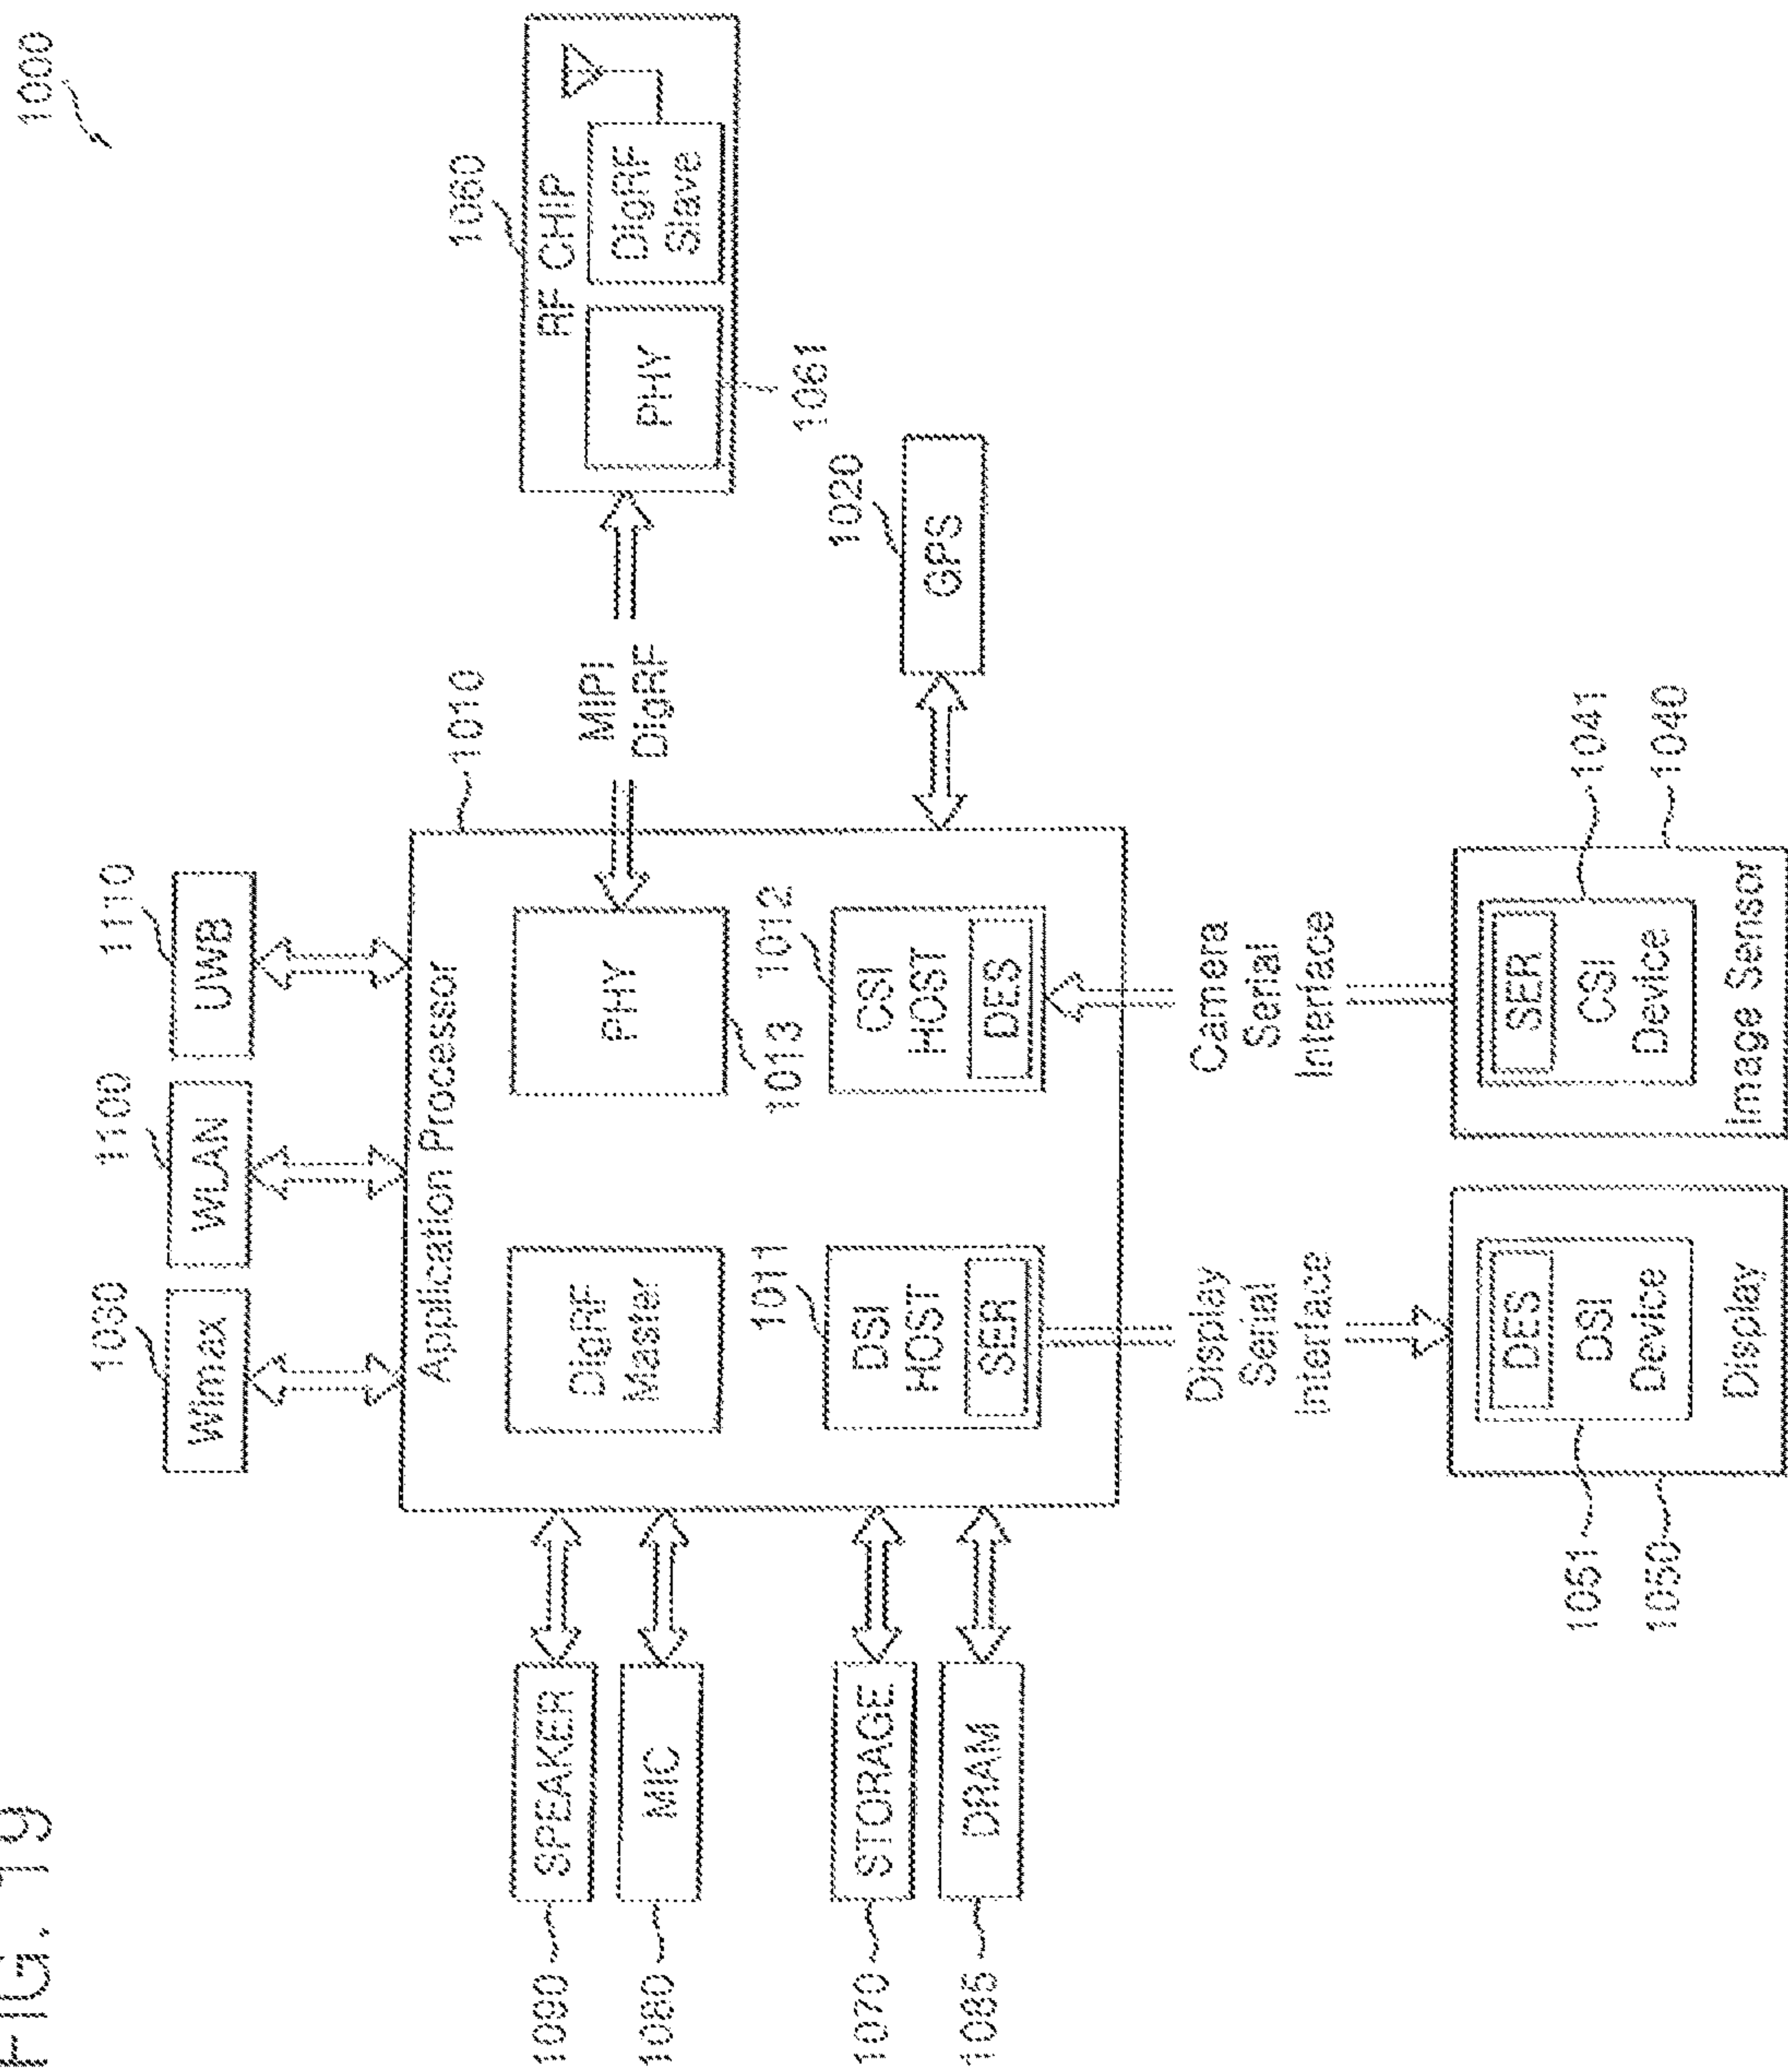 FIG. 19
1000
1030
1100
1110
Wimax
WLAN
UWB
1010
1060
Application Processor
RF CHIP
1090
SPEAKER
DigRF
Master
PHY
MIPI
DigRF
PHY
DigRF
Slave
1080
MIC
1011
1013
1012
1061
1070
STORAGE
DSI
HOST
SER
CSI
HOST
DES
1020
GPS
1085
DRAM
Display
Serial
Interface
Camera
Serial
Interface
1051
DES
DSI
Device
SER
CSI
Device
1041
1050
Display
Image Sensor
1040